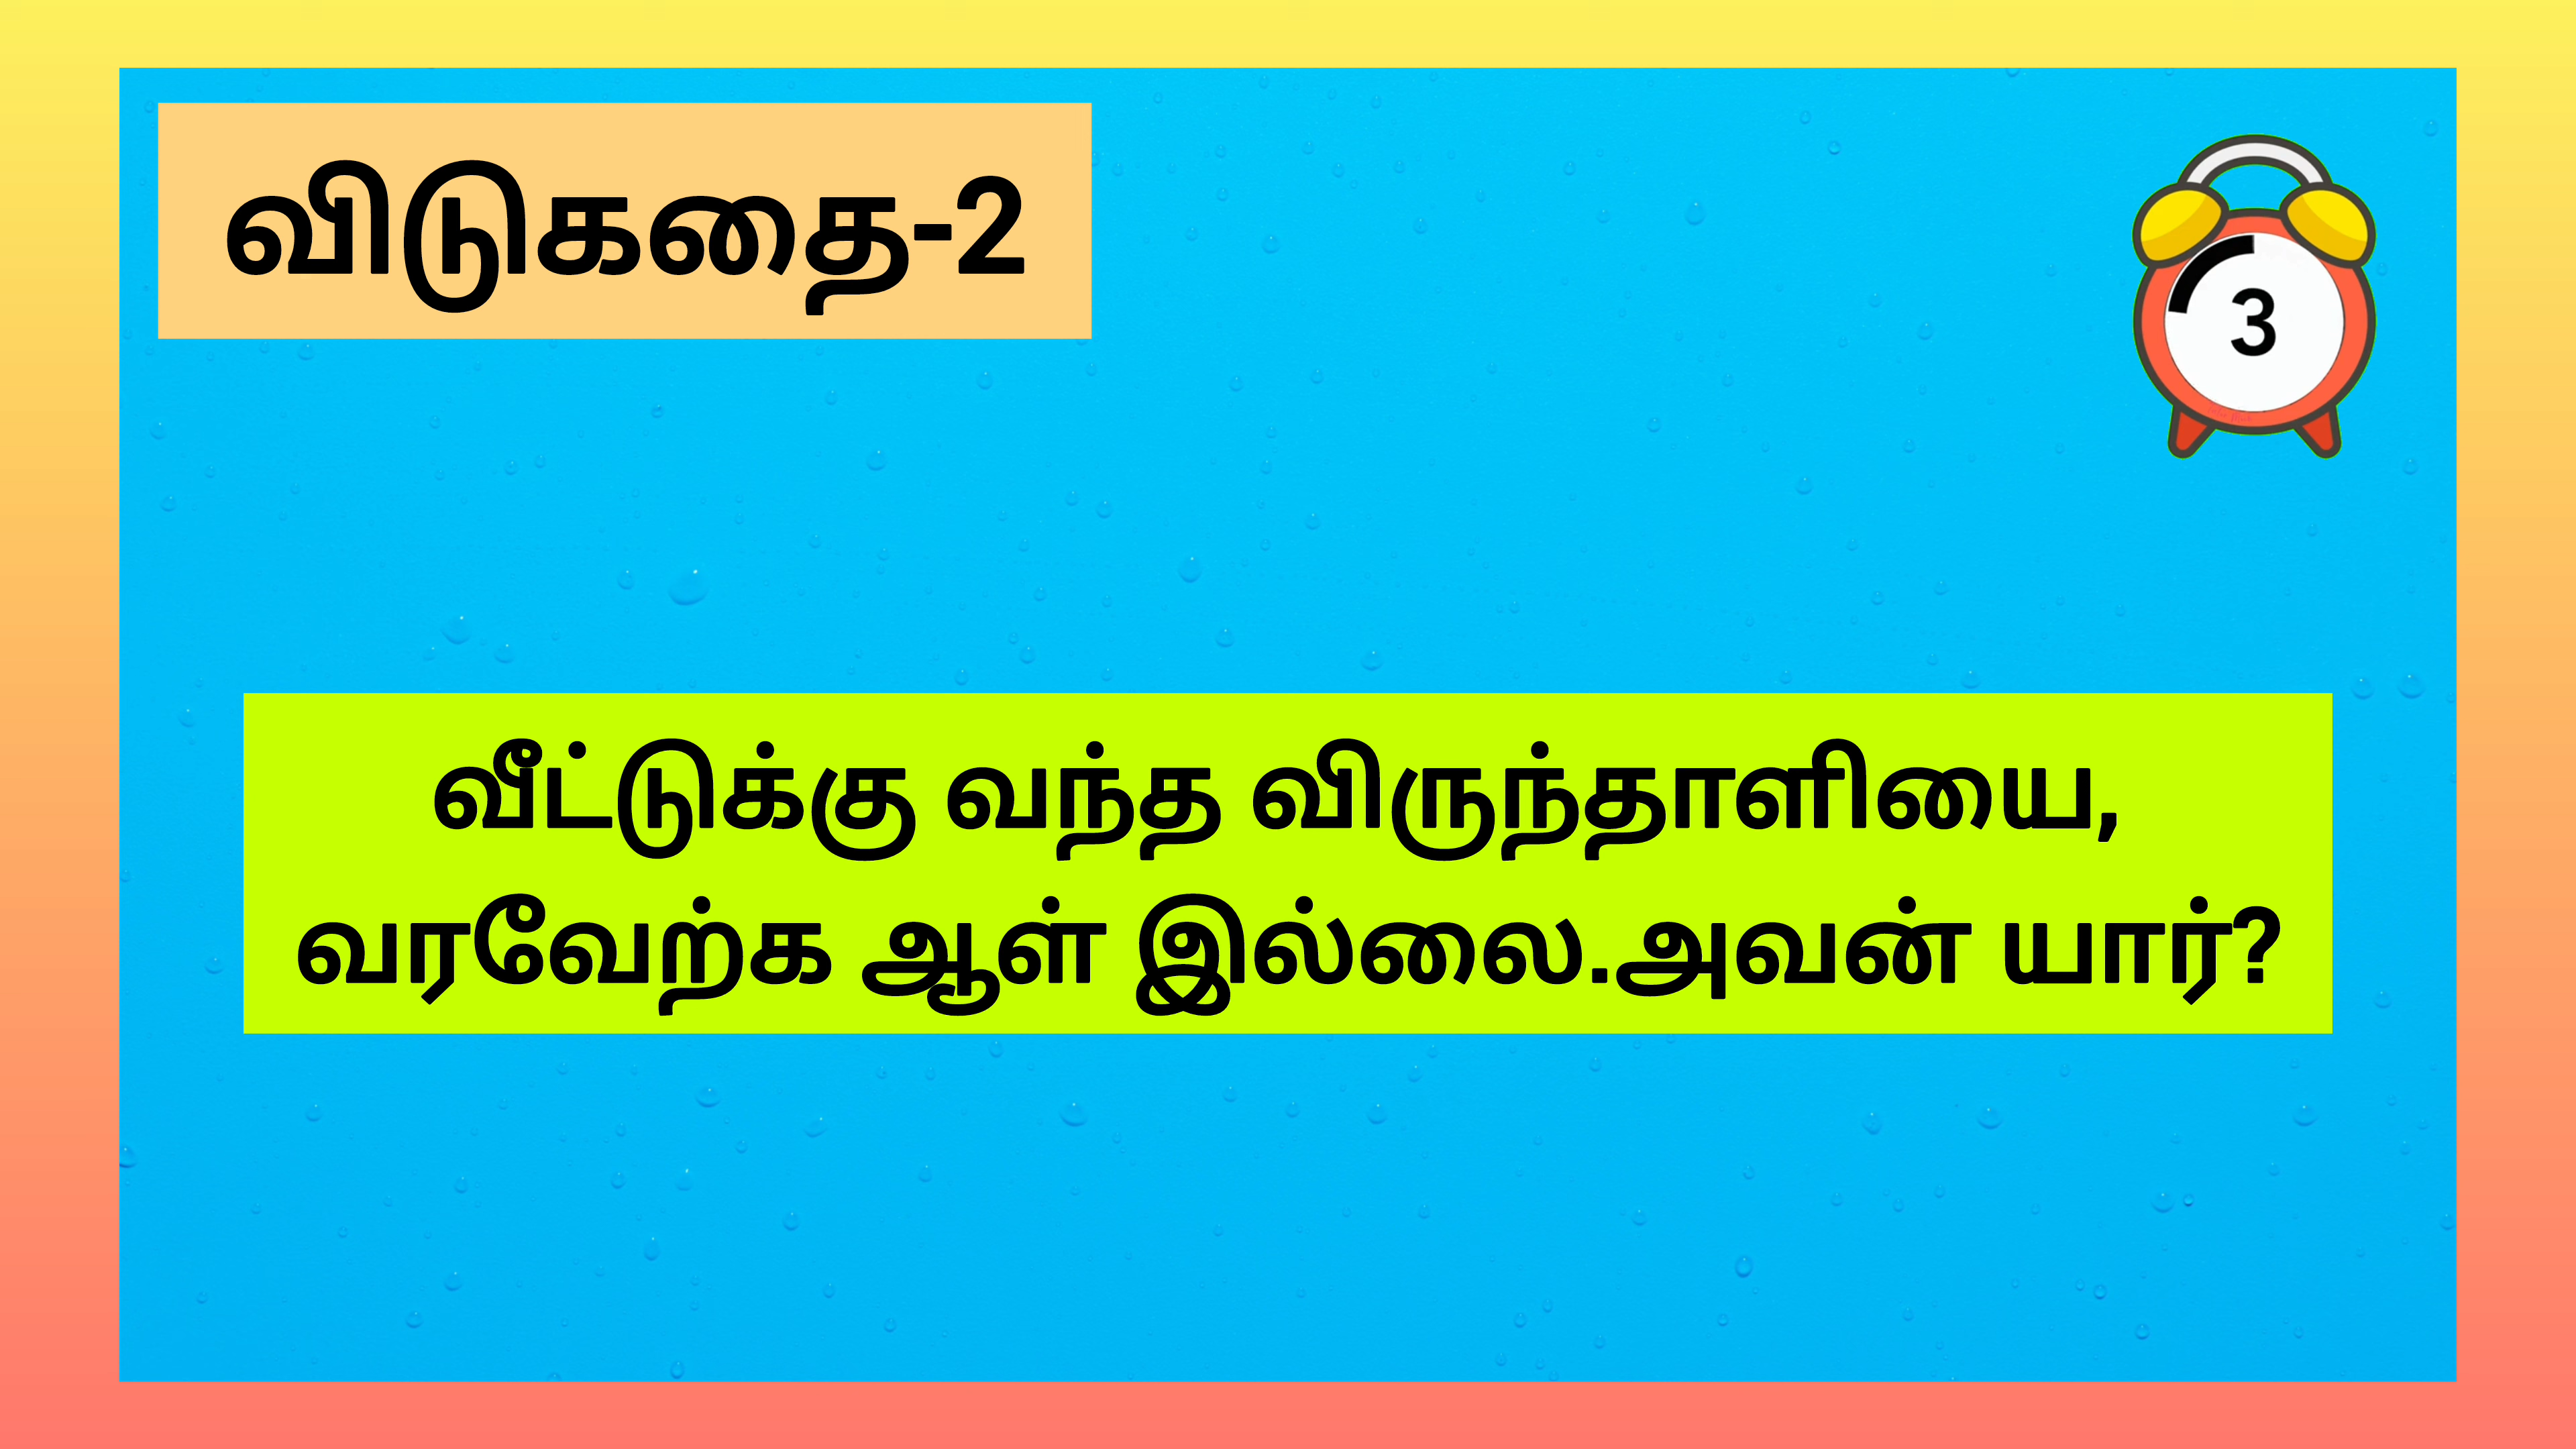 விடுகதை-2
3
வீட்டுக்கு வந்த விருந்தாளியை,
வரவேற்க ஆள் இல்லை.அவன் யார்?